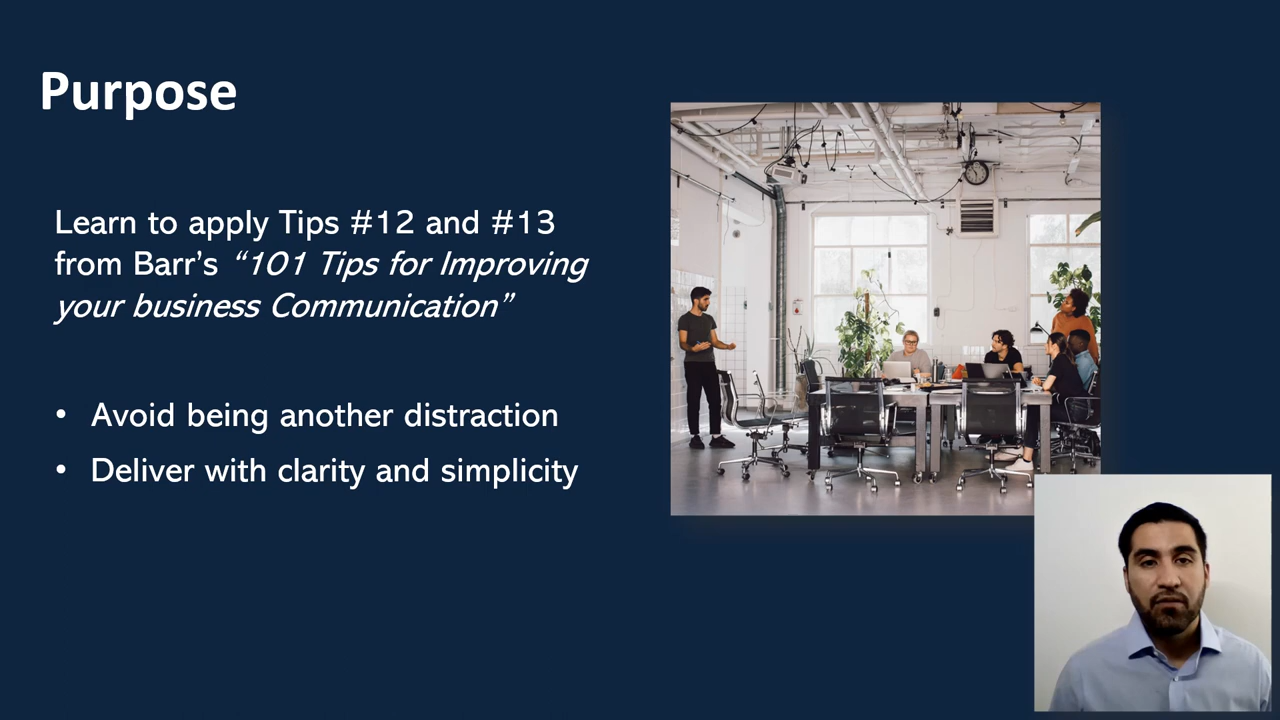 Purpose
Learn to apply Tips #12 and #13
from Barr’s “101 Tips for Improving
your business Communication”
• Avoid being another distraction
• Deliver with clarity and simplicity